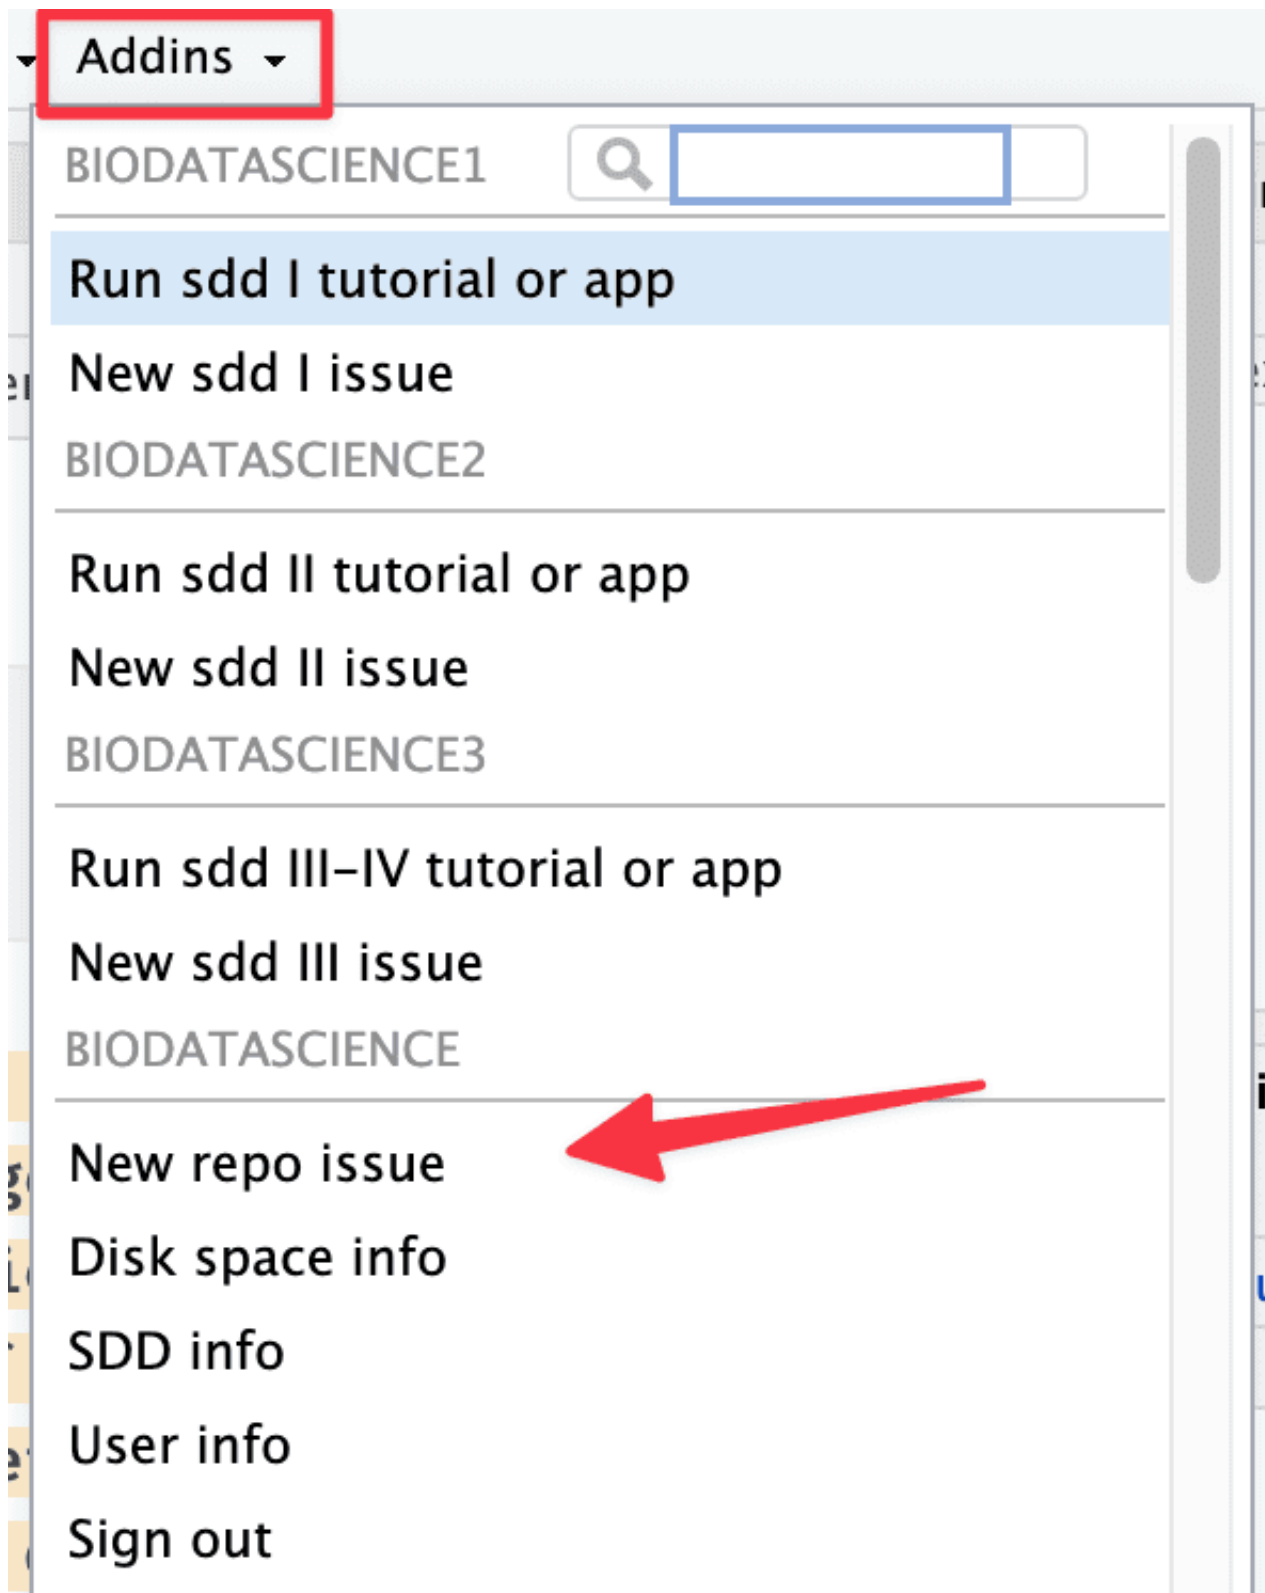 Addins
BIODATASCIENCE1
Run sdd I tutorial or app
New sdd I issue
BIODATASCIENCE2
Run sdd II tutorial or app
New sdd II issue
BIODATASCIENCE3
Run sdd III–IV tutorial or app
New sdd III issue
BIODATASCIENCE
New repo issue
Disk space info
SDD info
User info
Sign out